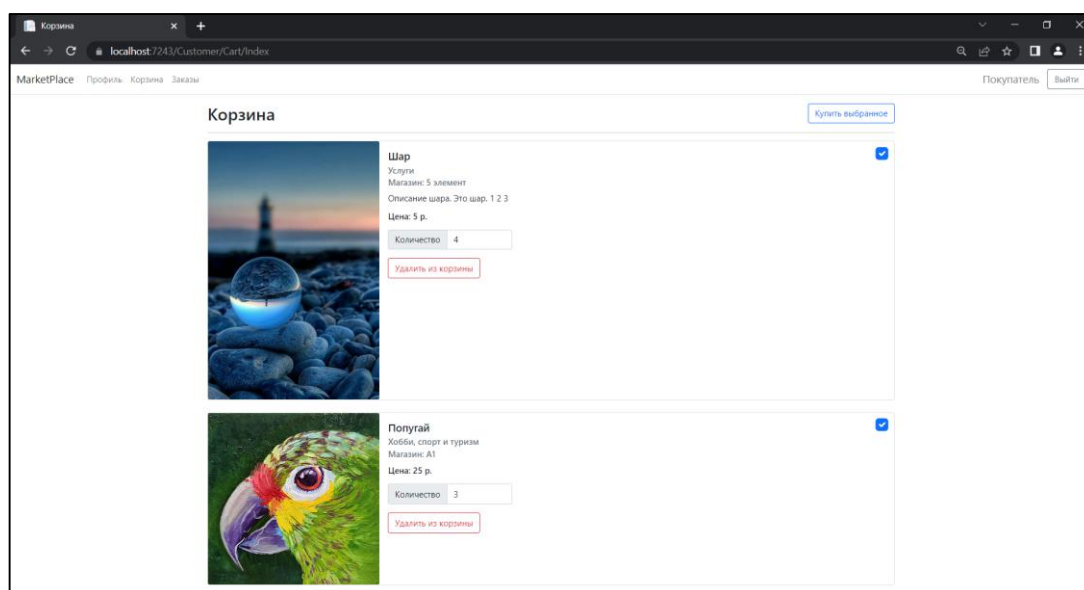 Корзина
localhost:7243/Customer/Cart/Index
MarketPlace Профиль Корзина Заказы Покупатель Выйти
Корзина Купить выбранное
Шар
Услуги
Магазин: 5 элемент
Описание шара. Это шар. 1 2 3
Цена: 5 р.
Количество 4
Удалить из корзины
Попугай
Хобби, спорт и туризм
Магазин: А1
Цена: 25 р.
Количество 3
Удалить из корзины